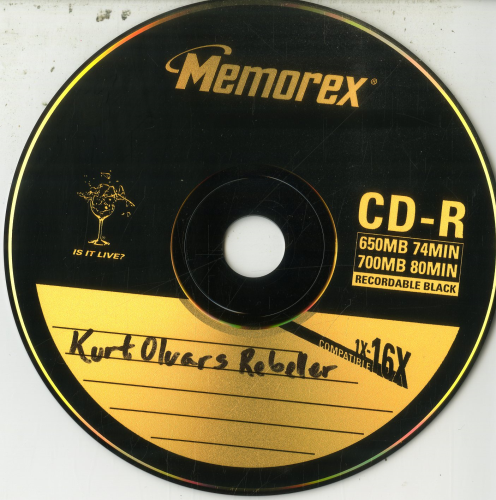 Memorex®
IS IT LIVE?
CD-R
650MB 74MIN
700MB 80MIN
RECORDABLE BLACK
1X-16X
COMPATIBLE
Kurt Olvars Rebeller